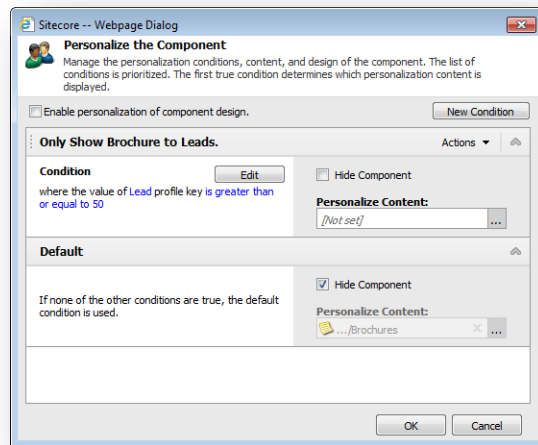 Sitecore -- Webpage Dialog
Personalize the Component
Manage the personalization conditions, content, and design of the component. The list of
conditions is prioritized. The first true condition determines which personalization content is
displayed.
Enable personalization of component design.
New Condition
Only Show Brochure to Leads.
Actions
Condition
Edit
where the value of Lead profile key is greater than
or equal to 50
Hide Component
Personalize Content:
[Not set]
...
Default
If none of the other conditions are true, the default
condition is used.
Hide Component
Personalize Content:
.../Brochures
...
OK
Cancel